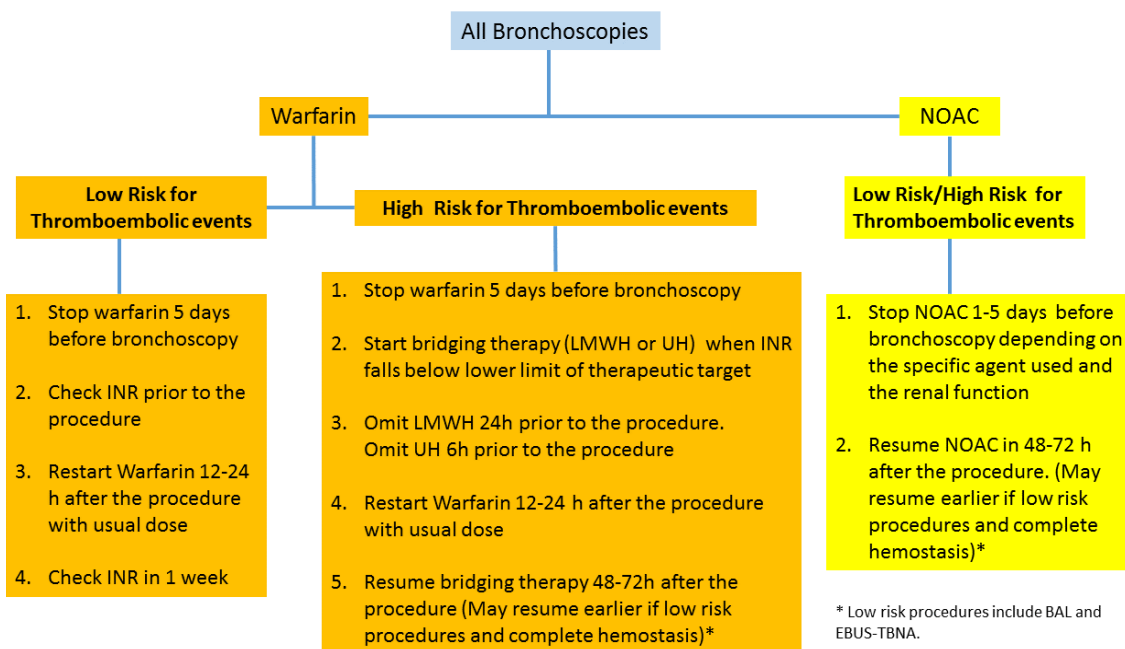 All Bronchoscopies
Warfarin
NOAC
Low Risk for
Thromboembolic events
High Risk for Thromboembolic events
Low Risk/High Risk for
Thromboembolic events
1. Stop warfarin 5 days
before bronchoscopy
2. Check INR prior to the
procedure
3. Restart Warfarin 12-24
h after the procedure
with usual dose
4. Check INR in 1 week
1. Stop warfarin 5 days before bronchoscopy
2. Start bridging therapy (LMWH or UH) when INR
falls below lower limit of therapeutic target
3. Omit LMWH 24h prior to the procedure.
Omit UH 6h prior to the procedure
4. Restart Warfarin 12-24 h after the procedure
with usual dose
5. Resume bridging therapy 48-72h after the
procedure (May resume earlier if low risk
procedures and complete hemostasis)*
1. Stop NOAC 1-5 days before
bronchoscopy depending on
the specific agent used and
the renal function
2. Resume NOAC in 48-72 h
after the procedure. (May
resume earlier if low risk
procedures and complete
hemostasis)*
* Low risk procedures include BAL and
EBUS-TBNA.